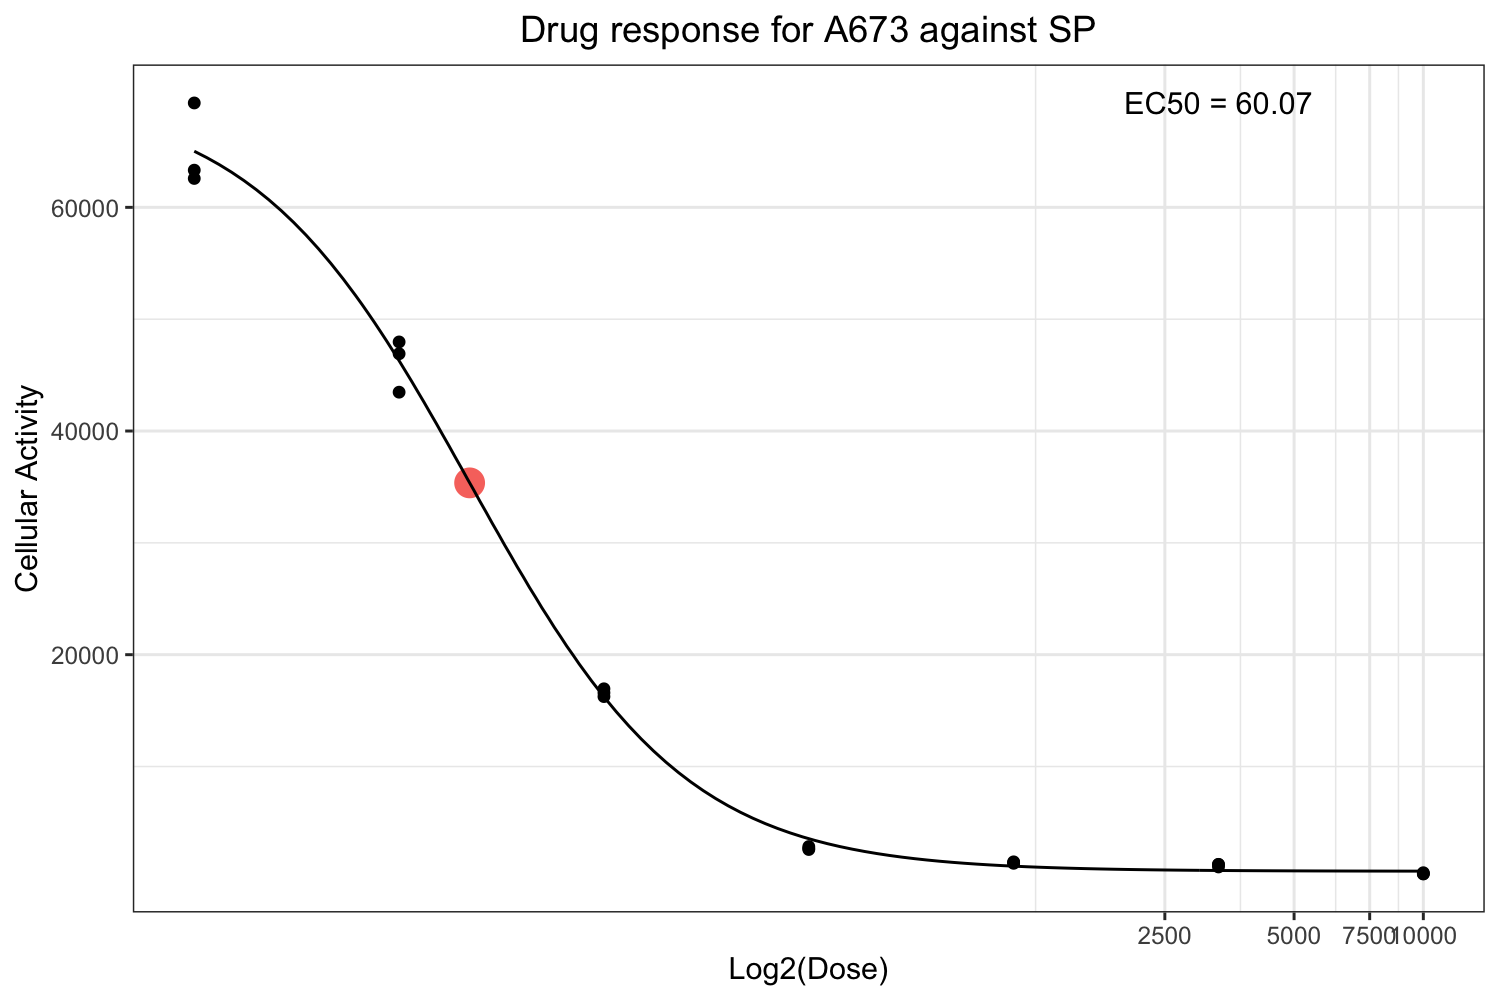 Drug response for A673 against SP
EC50 = 60.07
60000
40000
20000
Cellular Activity
2500 5000 7500 10000
Log2(Dose)